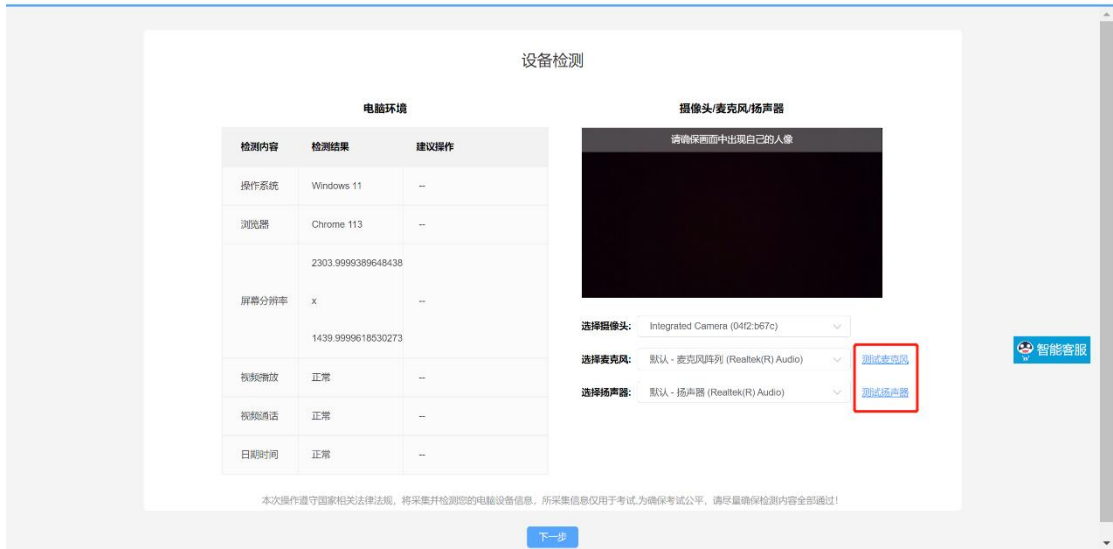 设备检测
电脑环境
检测内容 检测结果 建议操作
操作系统 Windows 11 --
浏览器 Chrome 113 --
屏幕分辨率 2303.9999389648438 x 1439.9999618530273 --
视频播放 正常 --
视频通话 正常 --
日期时间 正常 --
摄像头/麦克风/扬声器
请确保画面中出现自己的人像
选择摄像头: Integrated Camera (04f2:b67c)
选择麦克风: 默认 - 麦克风阵列 (Realtek(R) Audio) 测试麦克风
选择扬声器: 默认 - 扬声器 (Realtek(R) Audio) 测试扬声器
智能客服
本次操作遵守国家相关法律法规，将采集并检测您的电脑设备信息，所采集信息仅用于考试,为确保考试公平，请尽量确保检测内容全部通过！
下一步